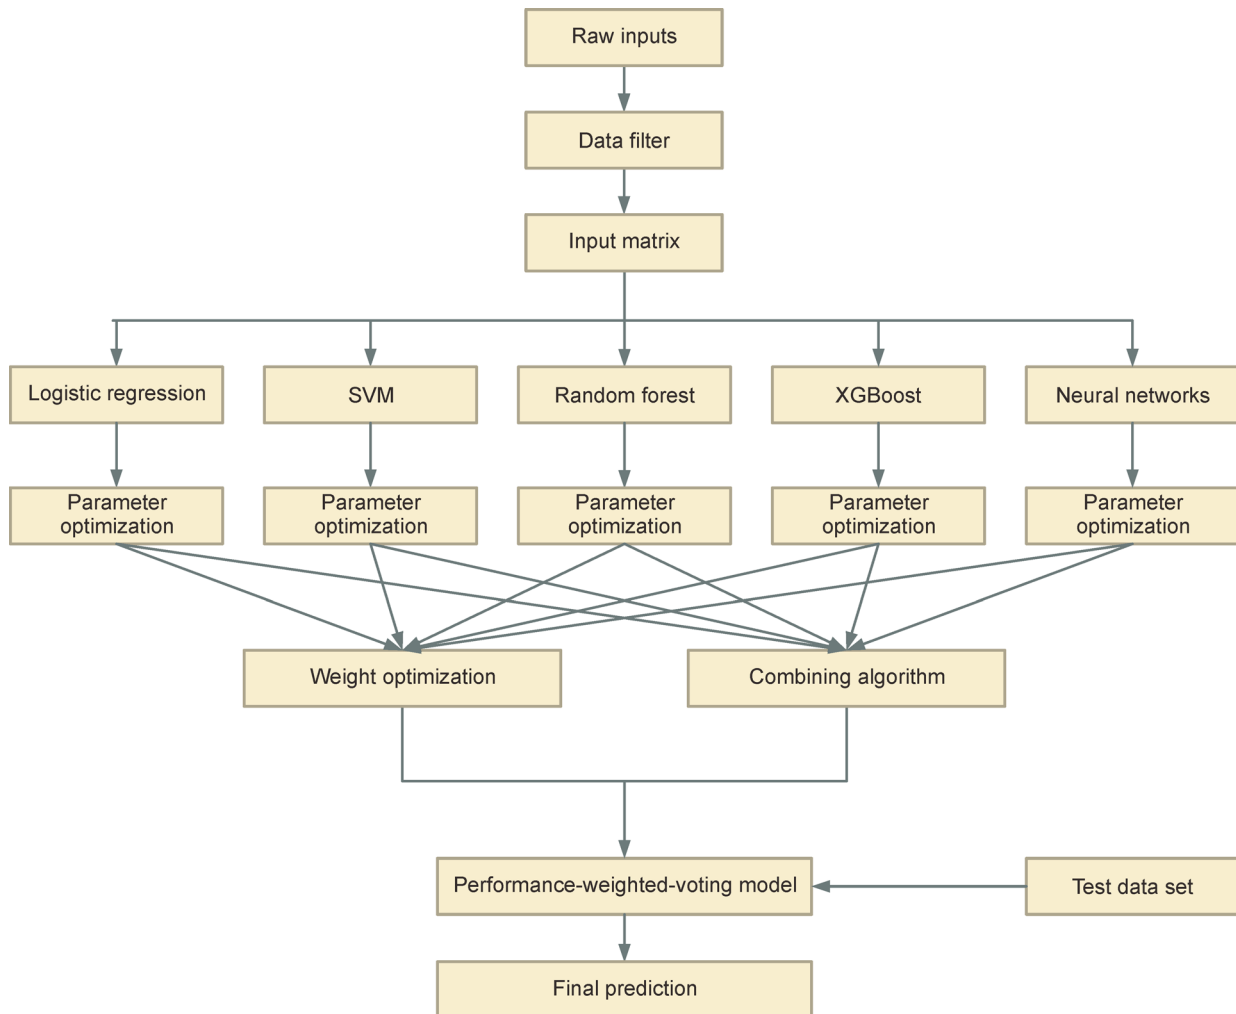 Raw inputs
Data filter
Input matrix
Logistic regression
SVM
Random forest
XGBoost
Neural networks
Parameter
optimization
Parameter
optimization
Parameter
optimization
Parameter
optimization
Parameter
optimization
Weight optimization
Combining algorithm
Performance-weighted-voting model
Test data set
Final prediction